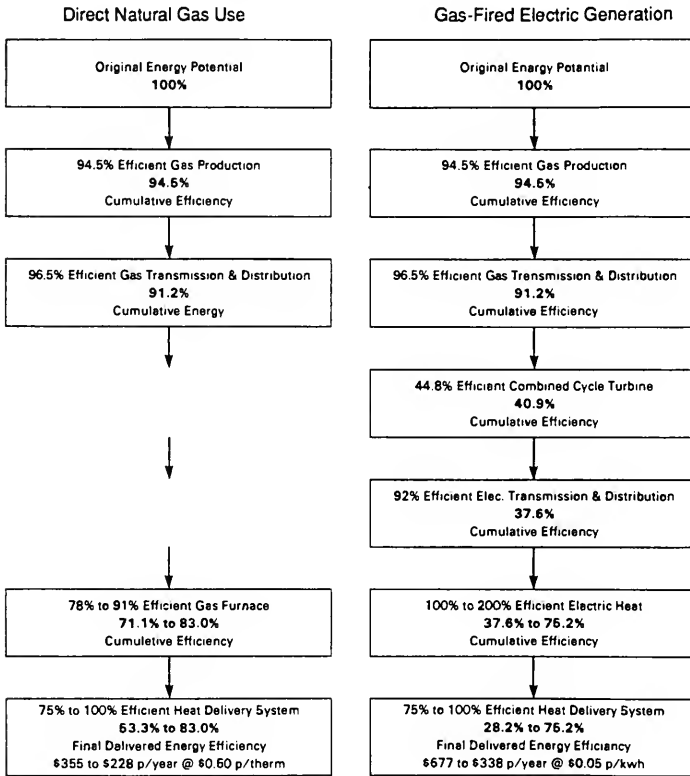 Direct Natural Gas Use
Original Energy Potential
100%
94.5% Efficient Gas Production
94.5%
Cumulative Efficiency
96.5% Efficient Gas Transmission & Distribution
91.2%
Cumulative Energy
78% to 91% Efficient Gas Furnace
71.1% to 83.0%
Cumuletive Efficiency
75% to 100% Efficient Heat Delivery System
53.3% to 83.0%
Final Delivered Energy Efficiency
$355 to $228 p/year @ $0.60 p/therm
Gas-Fired Electric Generation
Original Energy Potential
100%
94.5% Efficient Gas Production
94.5%
Cumulative Efficiency
96.5% Efficient Gas Transmission & Distribution
91.2%
Cumulative Efficiency
44.8% Efficient Combined Cycle Turbine
40.9%
Cumulative Efficiency
92% Efficient Elec. Transmission & Distribution
37.6%
Cumulative Efficiency
100% to 200% Efficient Electric Heat
37.6% to 75.2%
Cumulative Efficiency
75% to 100% Efficient Heat Delivery System
28.2% to 75.2%
Final Delivered Energy Efficiency
$677 to $338 p/year @ $0.05 p/kwh